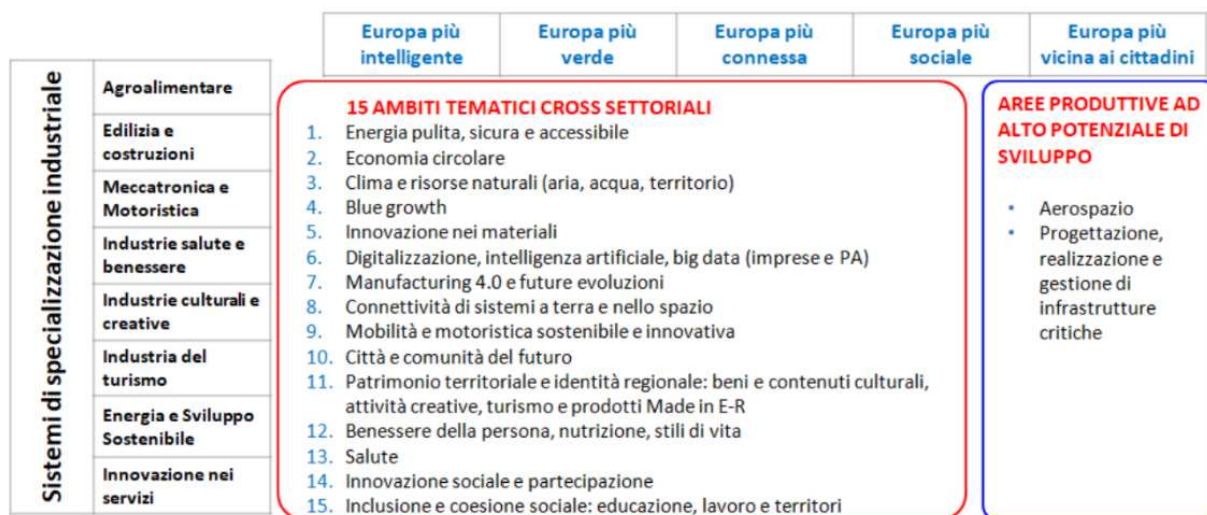 Europa più
intelligente
Europa più
verde
Europa più
connessa
Europa più
sociale
Europa più
vicina ai cittadini
Sistemi di specializzazione industriale
Agroalimentare
Edilizia e
costruzioni
Meccatronica e
Motoristica
Industrie salute e
benessere
Industrie culturali e
creative
Industria del
turismo
Energia e Sviluppo
Sostenibile
Innovazione nei
servizi
15 AMBITI TEMATICI CROSS SETTORIALI
1. Energia pulita, sicura e accessibile
2. Economia circolare
3. Clima e risorse naturali (aria, acqua, territorio)
4. Blue growth
5. Innovazione nei materiali
6. Digitalizzazione, intelligenza artificiale, big data (imprese e PA)
7. Manufacturing 4.0 e future evoluzioni
8. Connettività di sistemi a terra e nello spazio
9. Mobilità e motoristica sostenibile e innovativa
10. Città e comunità del futuro
11. Patrimonio territoriale e identità regionale: beni e contenuti culturali,
attività creative, turismo e prodotti Made in E-R
12. Benessere della persona, nutrizione, stili di vita
13. Salute
14. Innovazione sociale e partecipazione
15. Inclusione e coesione sociale: educazione, lavoro e territori
AREE PRODUTTIVE AD
ALTO POTENZIALE DI
SVILUPPO
• Aerospazio
• Progettazione,
realizzazione e
gestione di
infrastrutture
critiche